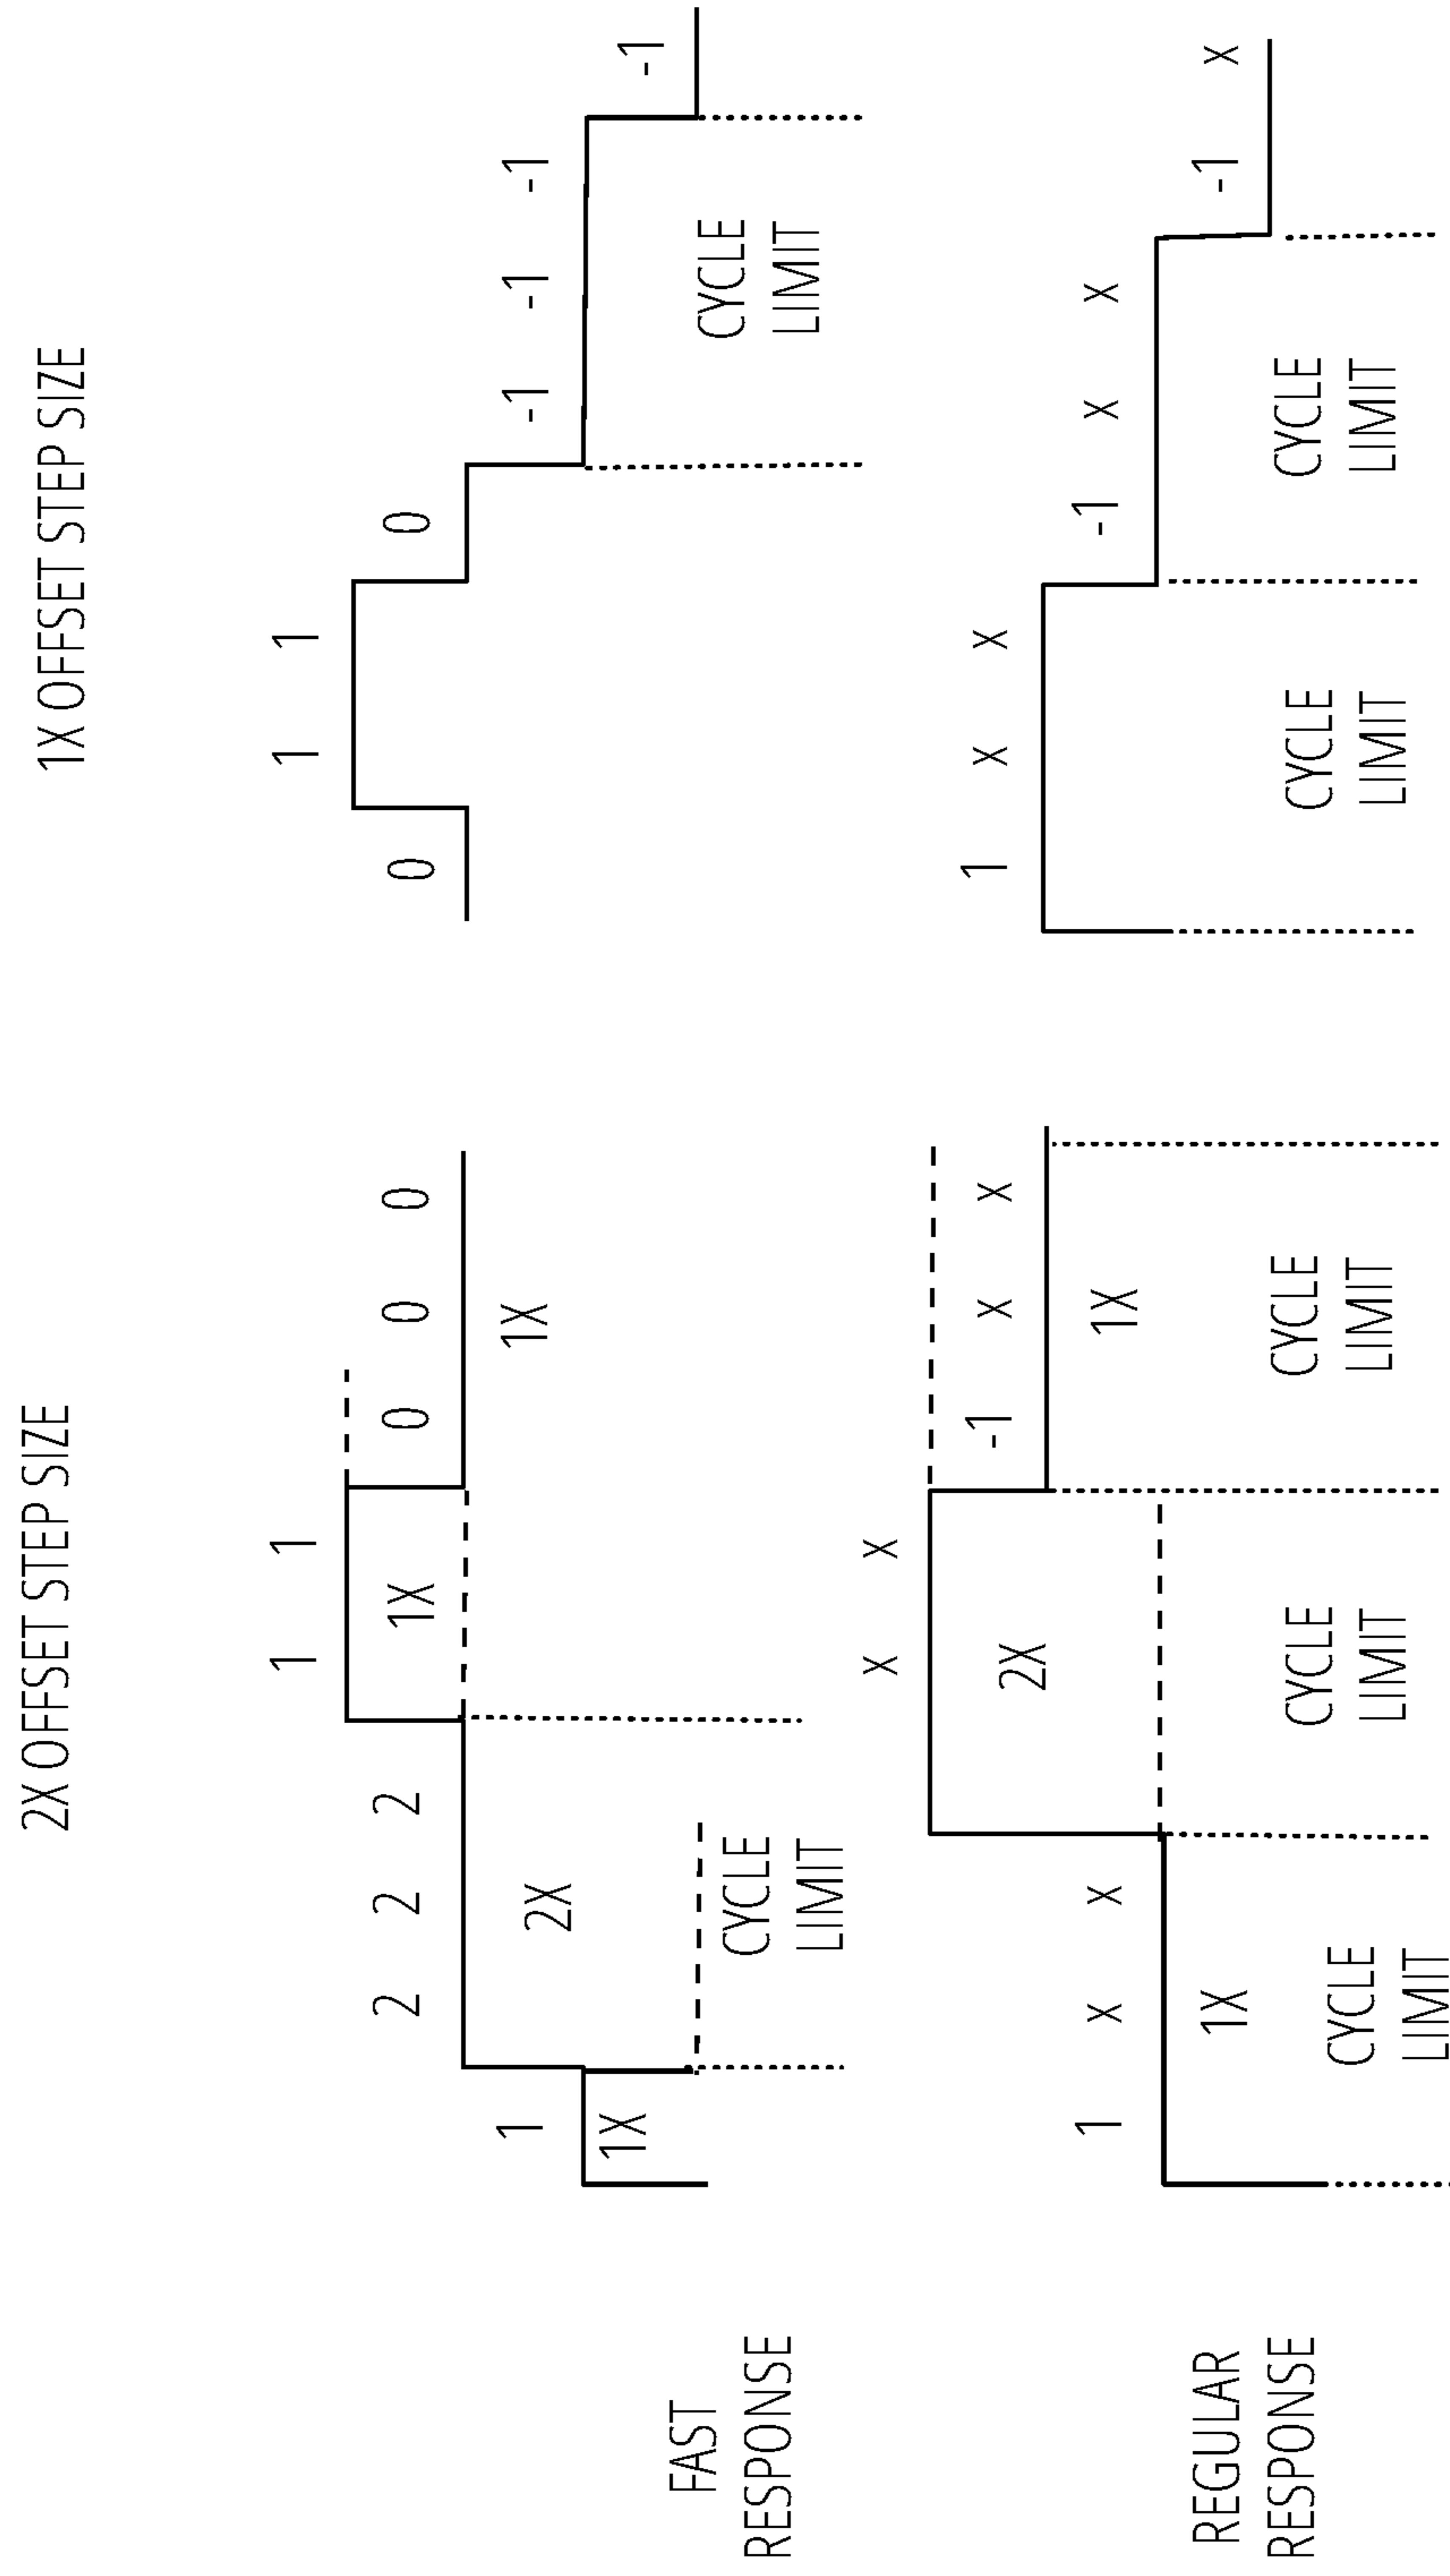 2X OFFSET STEP SIZE
1X OFFSET STEP SIZE
FAST
RESPONSE
1
1X
2 2 2
2X
CYCLE
LIMIT
1 1
1X
0 0 0
1X
0
1 1
0
-1 -1 -1
-1
CYCLE
LIMIT
REGULAR
RESPONSE
1 x x
1X
CYCLE
LIMIT
x x
2X
CYCLE
LIMIT
-1 x x
1X
CYCLE
LIMIT
1 x x
CYCLE
LIMIT
-1 x x
CYCLE
LIMIT
-1 x